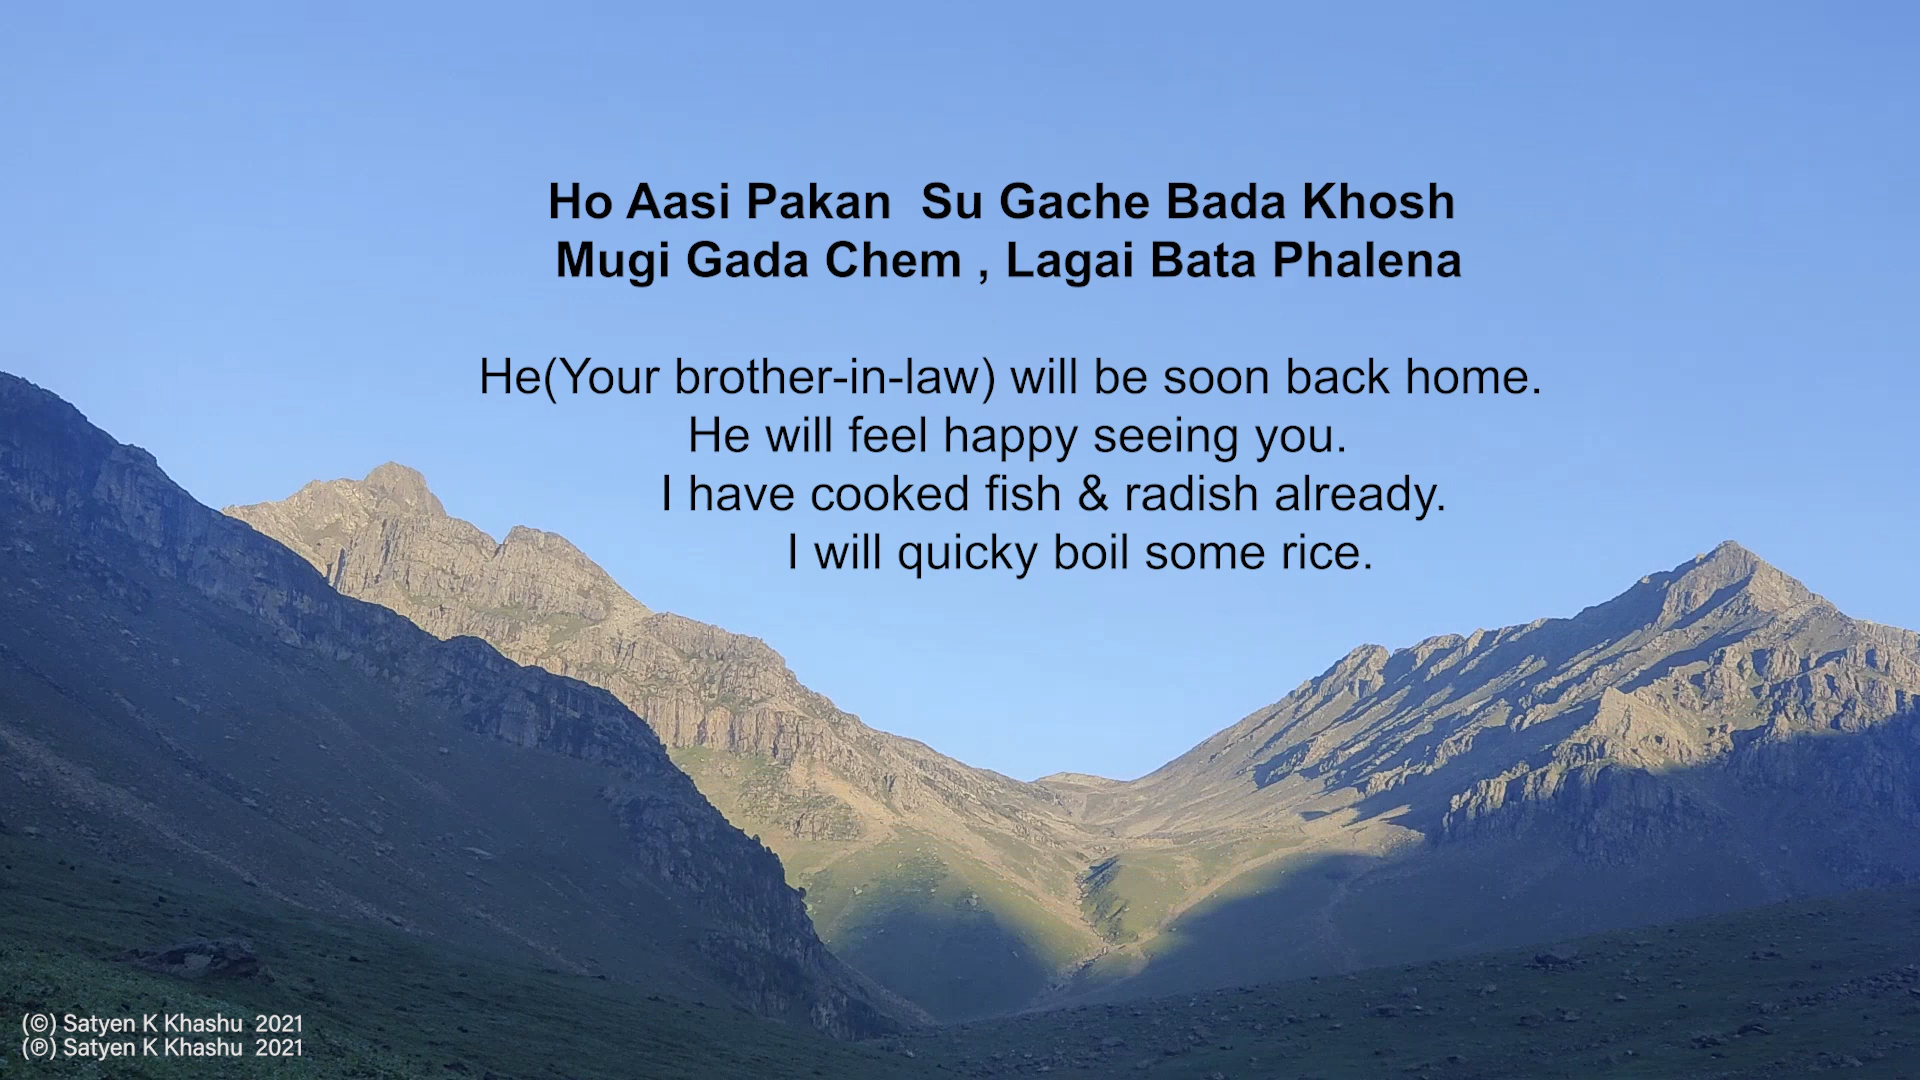 Ho Aasi Pakan  Su Gache Bada Khosh
Mugi Gada Chem , Lagai Bata Phalena
He(Your brother-in-law) will be soon back home.
He will feel happy seeing you.
I have cooked fish & radish already.
I will quicky boil some rice.
(©) Satyen K Khashu  2021
(℗) Satyen K Khashu  2021